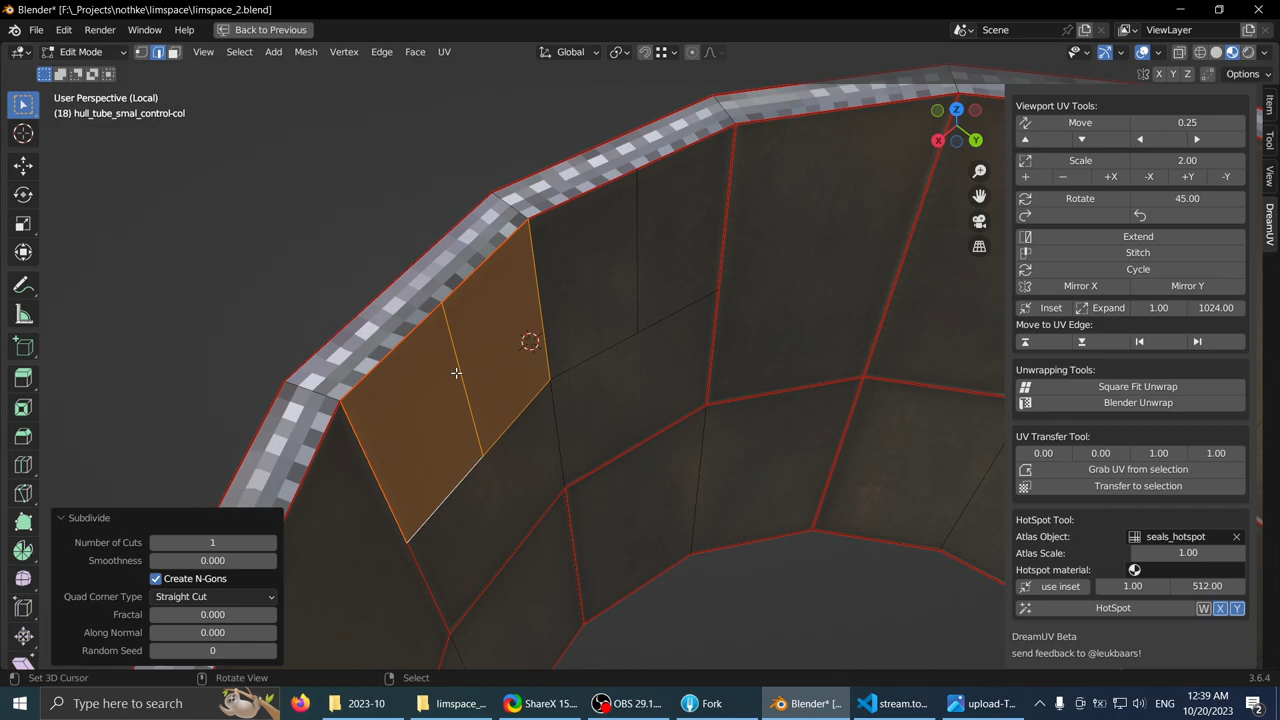 Blender* [F:\_Projects\nothke\limspace\limspace_2.blend]
File Edit Render Window Help Back to Previous Scene ViewLayer
Edit Mode View Select Add Mesh Vertex Edge Face UV Global
X Y Z Options
User Perspective (Local)
(18) hull_tube_smal_control-col
Z
X Y
Item
Tool
View
DreamUV
Viewport UV Tools:
Move 0.25
Scale 2.00
+ − +X -X +Y -Y
Rotate 45.00
Extend
Stitch
Cycle
Mirror X Mirror Y
Inset Expand 1.00 1024.00
Move to UV Edge:
Unwrapping Tools:
Square Fit Unwrap
Blender Unwrap
UV Transfer Tool:
0.00 0.00 1.00 1.00
Grab UV from selection
Transfer to selection
HotSpot Tool:
Atlas Object: seals_hotspot
Atlas Scale: 1.00
Hotspot material:
use inset 1.00 512.00
HotSpot W X Y
DreamUV Beta
send feedback to @leukbaars!
Subdivide
Number of Cuts 1
Smoothness 0.000
Create N-Gons
Quad Corner Type Straight Cut
Fractal 0.000
Along Normal 0.000
Random Seed 0
Set 3D Cursor Rotate View Select 3.6.4
Type here to search 2023-10 limspace_... ShareX 15.... OBS 29.1.... Fork Blender* [... stream.to... upload-T... 12:39 AM
10/20/2023 2